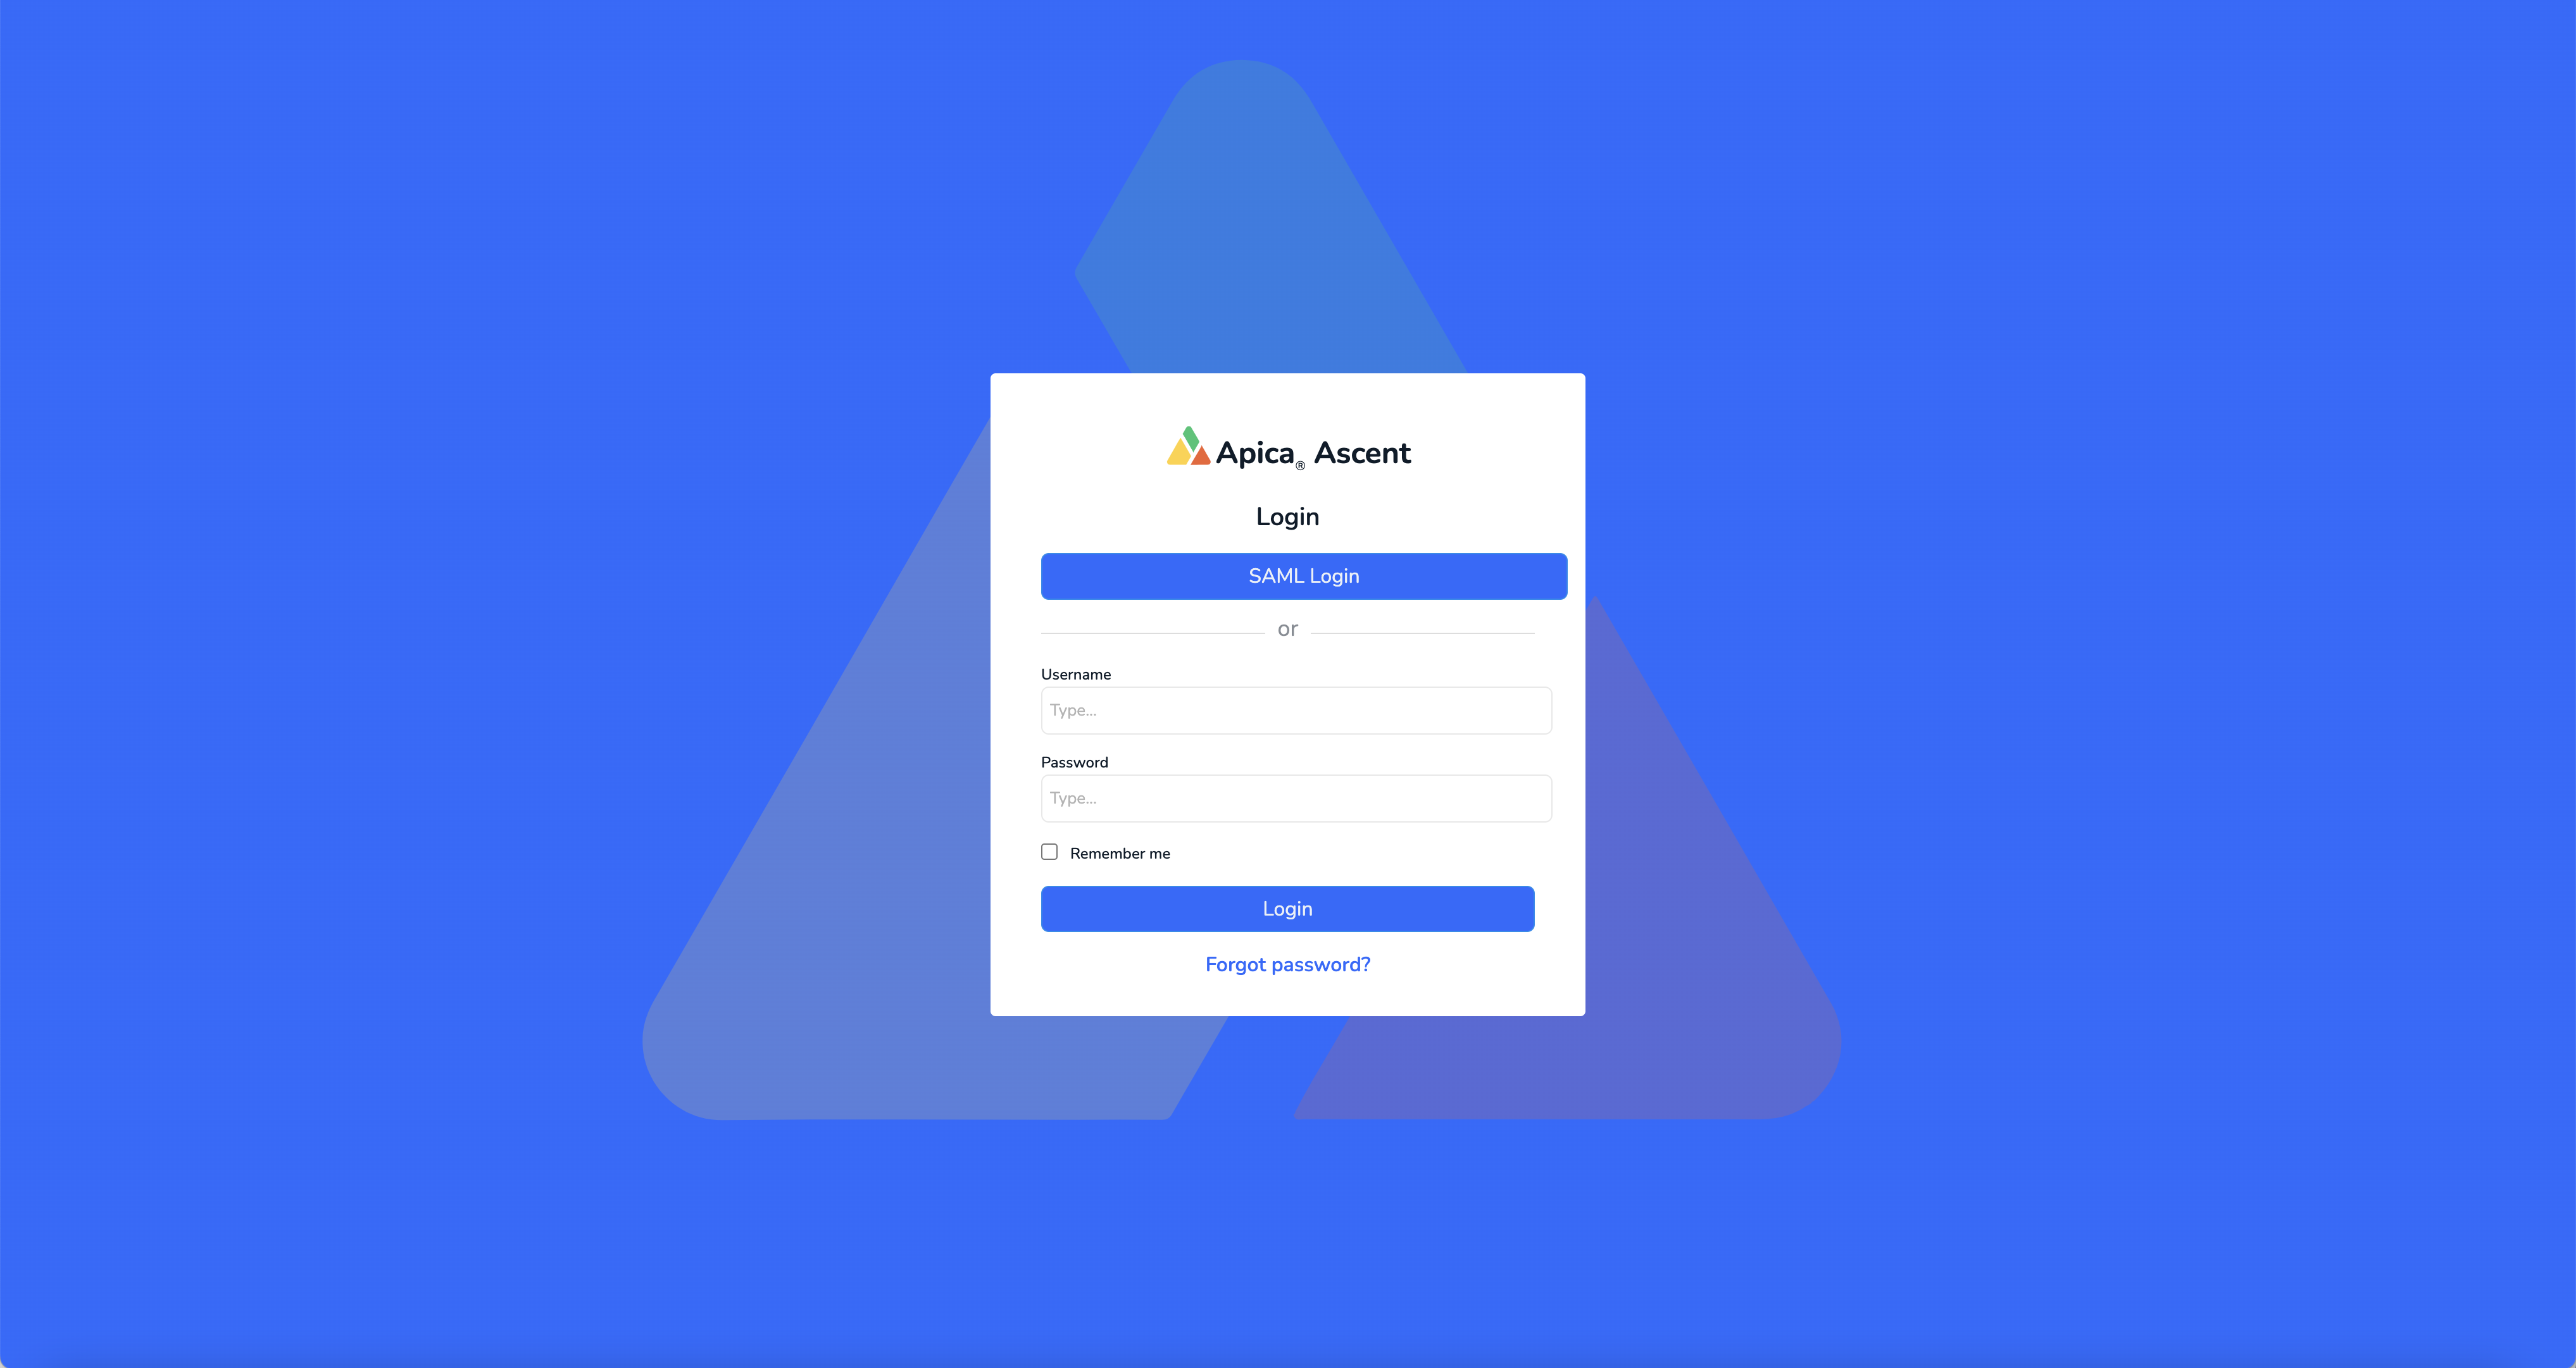 Apica® Ascent
Login
SAML Login
or
Username
Type...
Password
Type...
Remember me
Login
Forgot password?